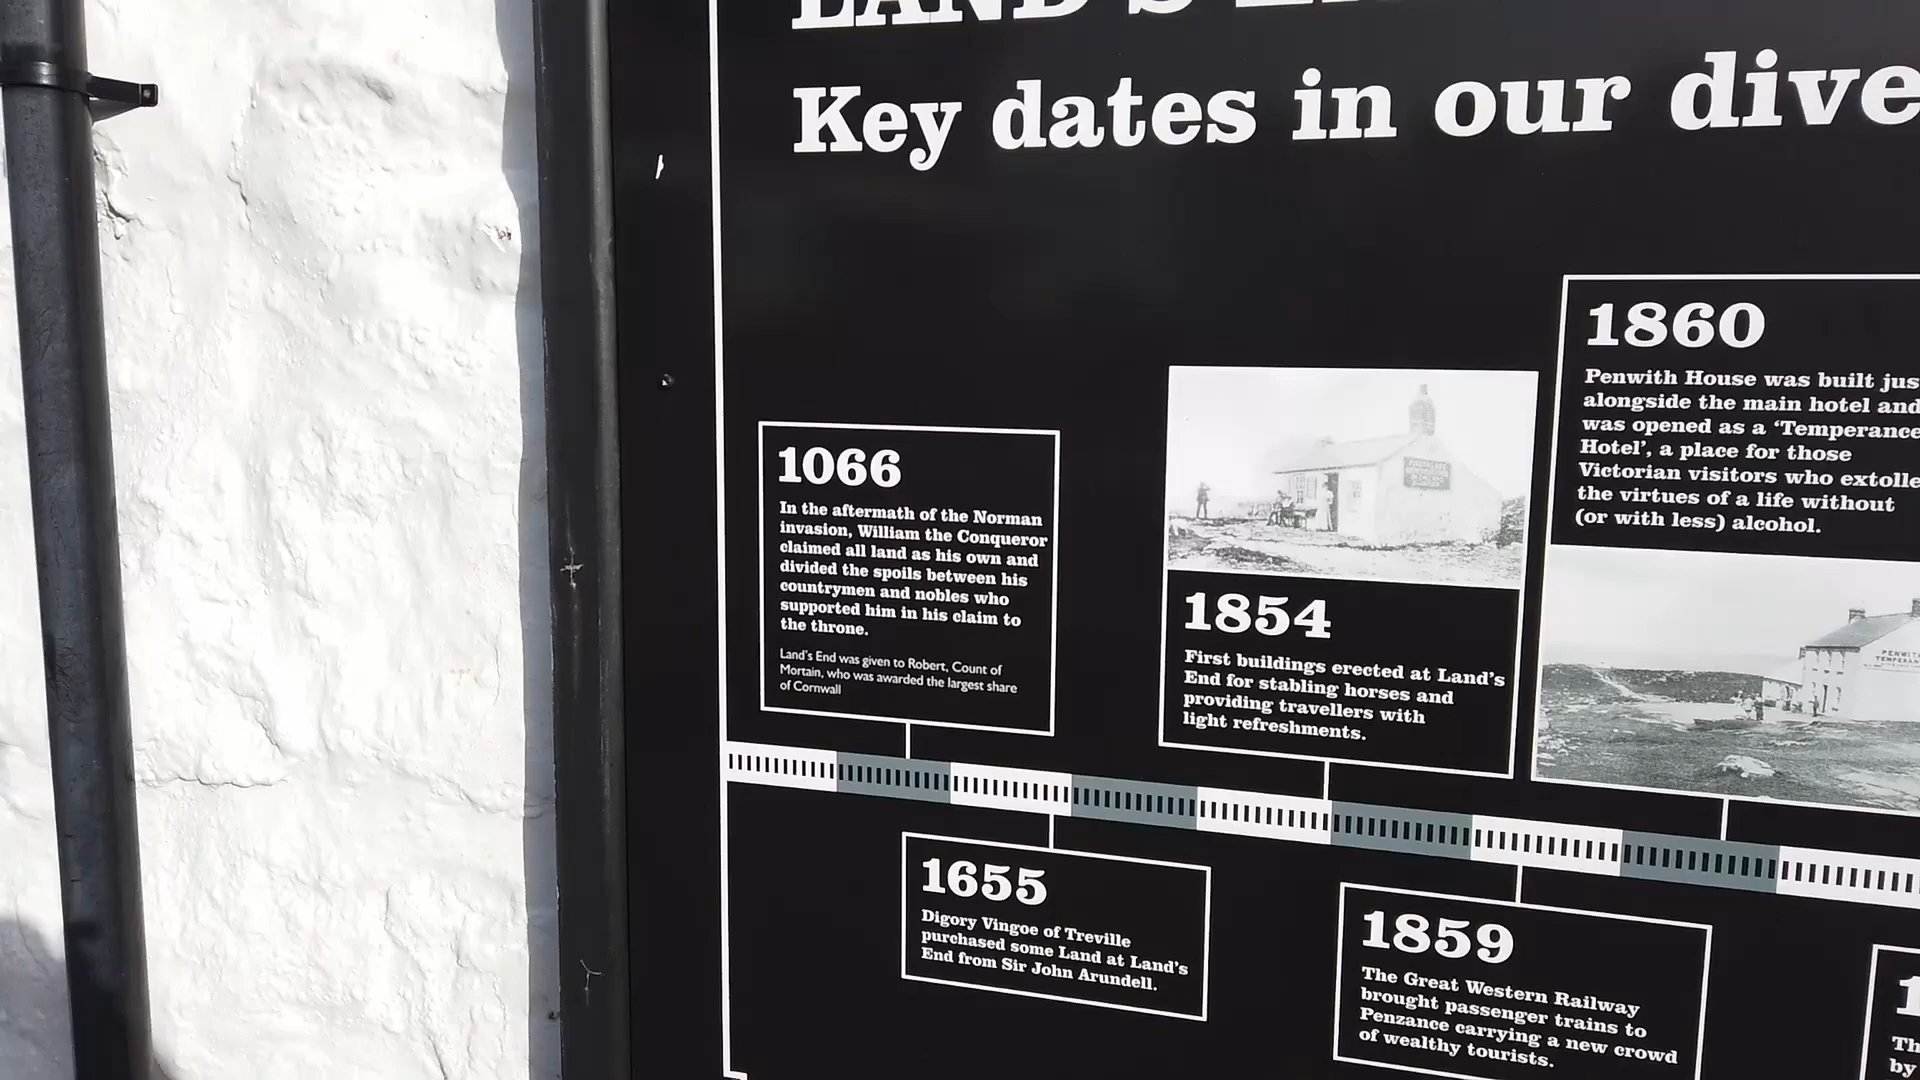 LAND'S
Key dates in our dive
1066
In the aftermath of the Norman
invasion, William the Conqueror
claimed all land as his own and
divided the spoils between his
countrymen and nobles who
supported him in his claim to
the throne.
Land's End was given to Robert, Count of
Mortain, who was awarded the largest share
of Cornwall
1655
Digory Vingoe of Treville
purchased some Land at Land's
End from Sir John Arundell.
1854
First buildings erected at Land's
End for stabling horses and
providing travellers with
light refreshments.
1859
The Great Western Railway
brought passenger trains to
Penzance carrying a new crowd
of wealthy tourists.
1860
Penwith House was built jus
alongside the main hotel and
was opened as a ‘Temperance
Hotel’, a place for those
Victorian visitors who extolle
the virtues of a life without
(or with less) alcohol.
PENWIT
TEMPERAN
1
Th
by